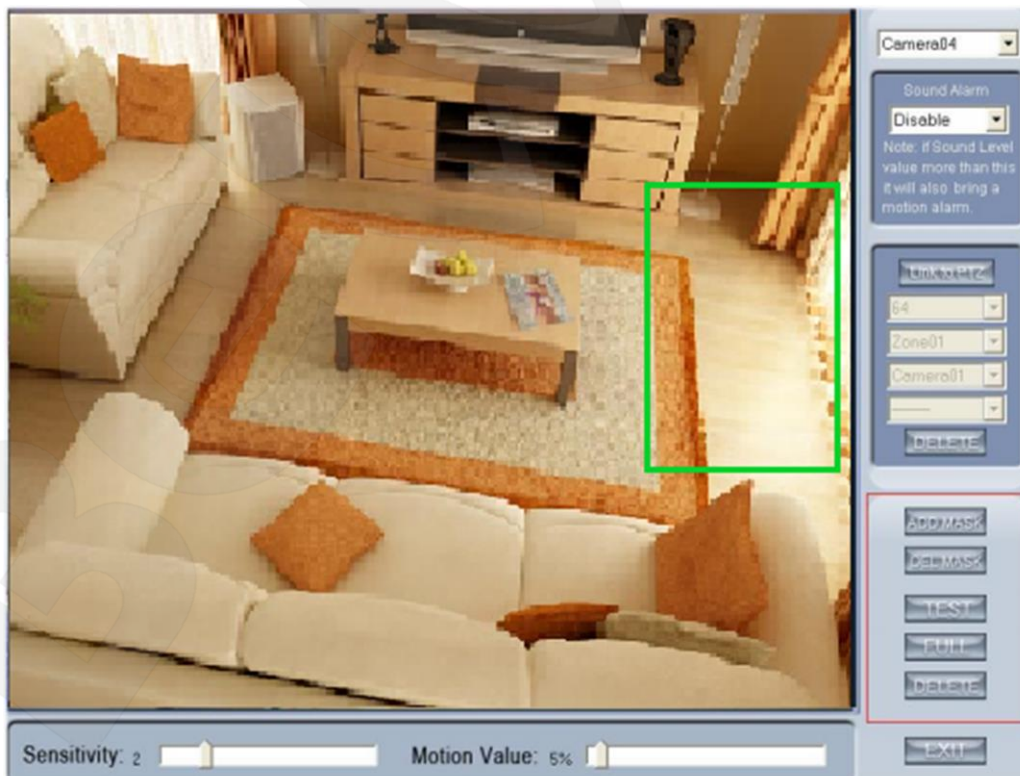 Camera04
Sound Alarm
Disable
Note: if Sound Level
value more than this
it will also bring a
motion alarm.
Link to PTZ
64
Zone01
Camera01
DELETE
ADD MASK
DEL MASK
TEST
FULL
DELETE
EXIT
Sensitivity: 2
Motion Value: 5%